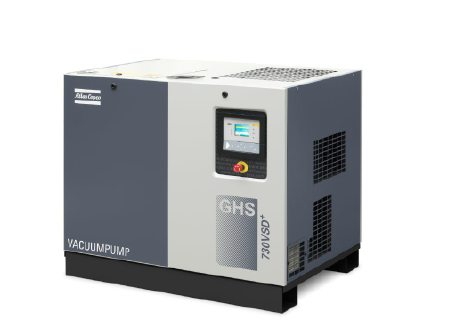 Atlas Copco
GHS
730VSD+
VACUUMPUMP